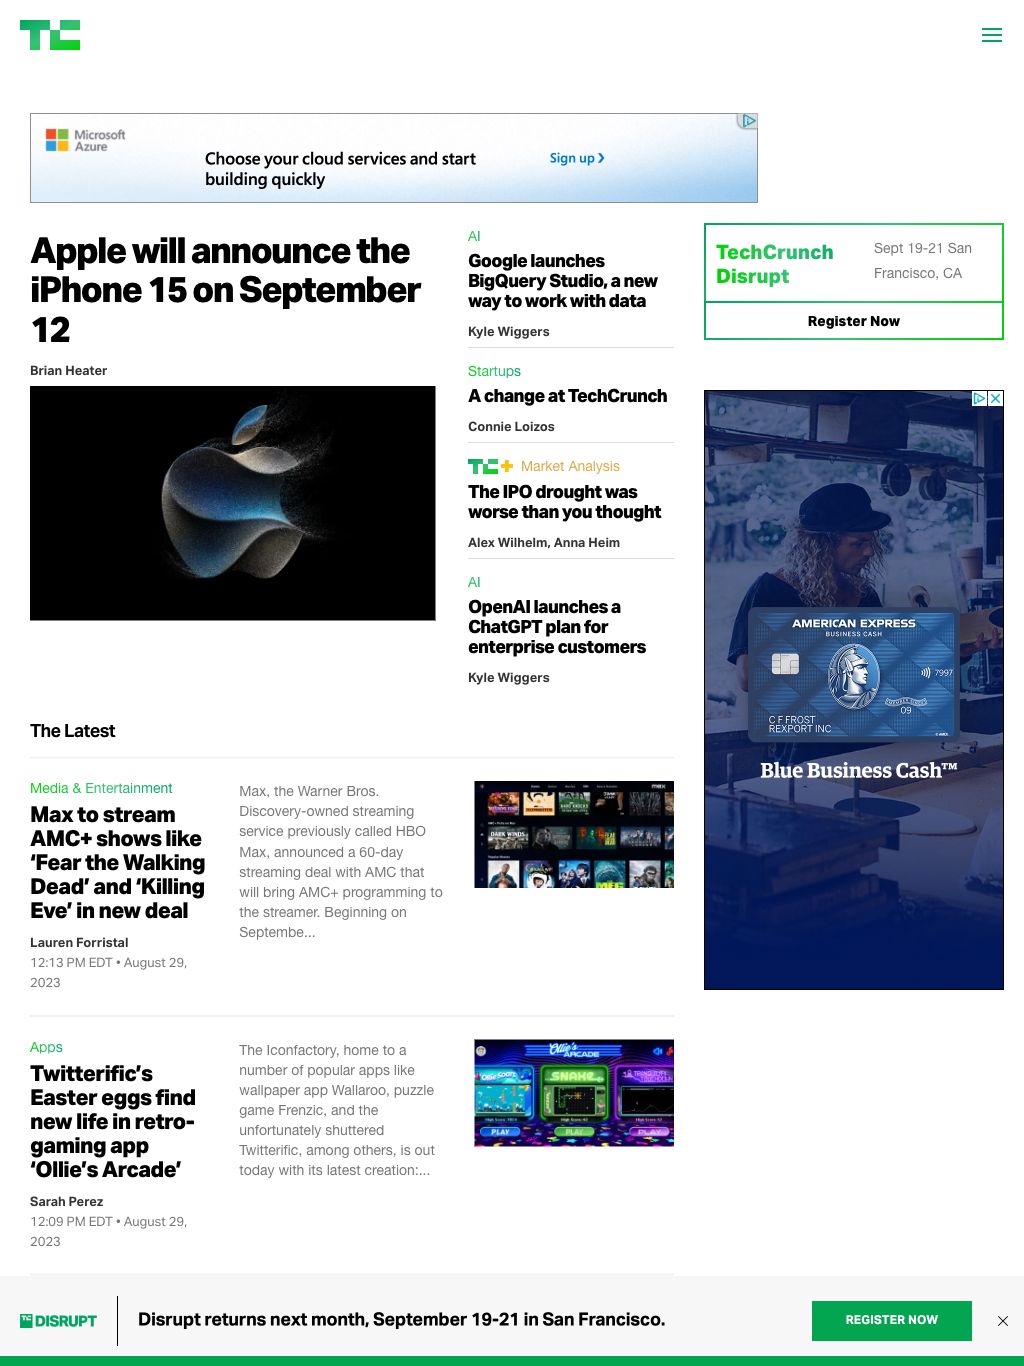 TC
Microsoft
Azure
Choose your cloud services and start
building quickly
Sign up ❯
Apple will announce the
iPhone 15 on September
12
Brian Heater
AI
Google launches
BigQuery Studio, a new
way to work with data
Kyle Wiggers
Startups
A change at TechCrunch
Connie Loizos
TC+ Market Analysis
The IPO drought was
worse than you thought
Alex Wilhelm, Anna Heim
AI
OpenAI launches a
ChatGPT plan for
enterprise customers
Kyle Wiggers
TechCrunch
Disrupt
Sept 19-21 San
Francisco, CA
Register Now
AMERICAN EXPRESS
BUSINESS CASH
7997
09
C F FROST
REXPORT INC
Blue Business Cash™
The Latest
Media & Entertainment
Max to stream
AMC+ shows like
‘Fear the Walking
Dead’ and ‘Killing
Eve’ in new deal
Lauren Forristal
12:13 PM EDT • August 29,
2023
Max, the Warner Bros.
Discovery-owned streaming
service previously called HBO
Max, announced a 60-day
streaming deal with AMC that
will bring AMC+ programming to
the streamer. Beginning on
Septembe...
max
DARK WINDS
Apps
Twitterific’s
Easter eggs find
new life in retro-
gaming app
‘Ollie’s Arcade’
Sarah Perez
12:09 PM EDT • August 29,
2023
The Iconfactory, home to a
number of popular apps like
wallpaper app Wallaroo, puzzle
game Frenzic, and the
unfortunately shuttered
Twitterific, among others, is out
today with its latest creation:...
Ollie's
ARCADE
SNAKE
PLAY
PLAY
PLAY
TC DISRUPT
Disrupt returns next month, September 19-21 in San Francisco.
REGISTER NOW